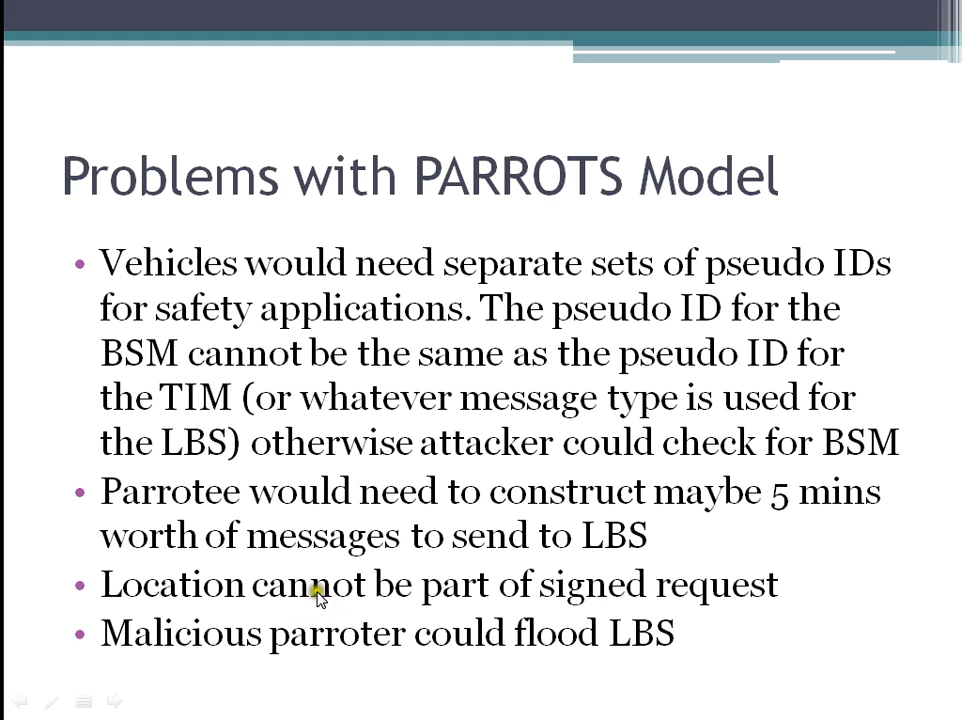 Problems with PARROTS Model
• Vehicles would need separate sets of pseudo IDs
for safety applications. The pseudo ID for the
BSM cannot be the same as the pseudo ID for
the TIM (or whatever message type is used for
the LBS) otherwise attacker could check for BSM
• Parrotee would need to construct maybe 5 mins
worth of messages to send to LBS
• Location cannot be part of signed request
• Malicious parroter could flood LBS